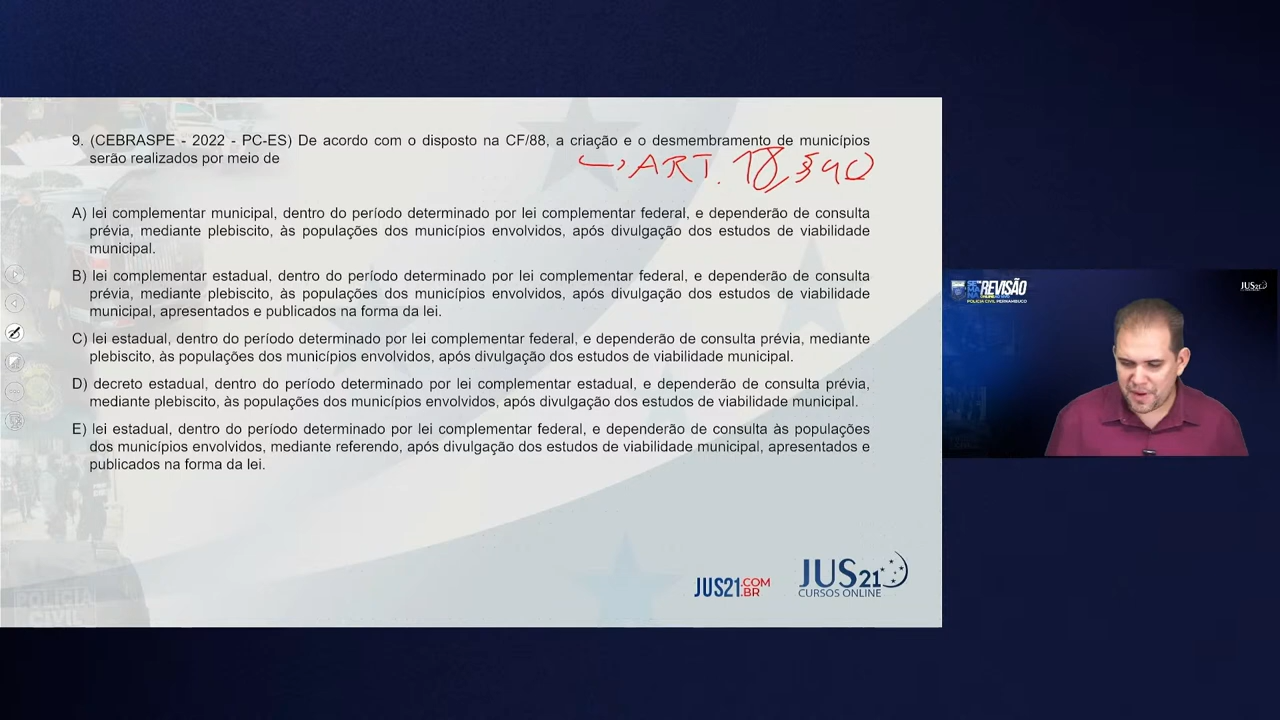 9. (CEBRASPE - 2022 - PC-ES) De acordo com o disposto na CF/88, a criação e o desmembramento de municípios
serão realizados por meio de
↳ ART. 18, §4º
A) lei complementar municipal, dentro do período determinado por lei complementar federal, e dependerão de consulta
prévia, mediante plebiscito, às populações dos municípios envolvidos, após divulgação dos estudos de viabilidade
municipal.
B) lei complementar estadual, dentro do período determinado por lei complementar federal, e dependerão de consulta
prévia, mediante plebiscito, às populações dos municípios envolvidos, após divulgação dos estudos de viabilidade
municipal, apresentados e publicados na forma da lei.
C) lei estadual, dentro do período determinado por lei complementar federal, e dependerão de consulta prévia, mediante
plebiscito, às populações dos municípios envolvidos, após divulgação dos estudos de viabilidade municipal.
D) decreto estadual, dentro do período determinado por lei complementar estadual, e dependerão de consulta prévia,
mediante plebiscito, às populações dos municípios envolvidos, após divulgação dos estudos de viabilidade municipal.
E) lei estadual, dentro do período determinado por lei complementar federal, e dependerão de consulta às populações
dos municípios envolvidos, mediante referendo, após divulgação dos estudos de viabilidade municipal, apresentados e
publicados na forma da lei.
POLÍCIA
CIVIL
JUS21.COM.BR
JUS21
CURSOS ONLINE
SEMANA ONLINE REVISÃO
POLÍCIA CIVIL PERNAMBUCO
JUS21